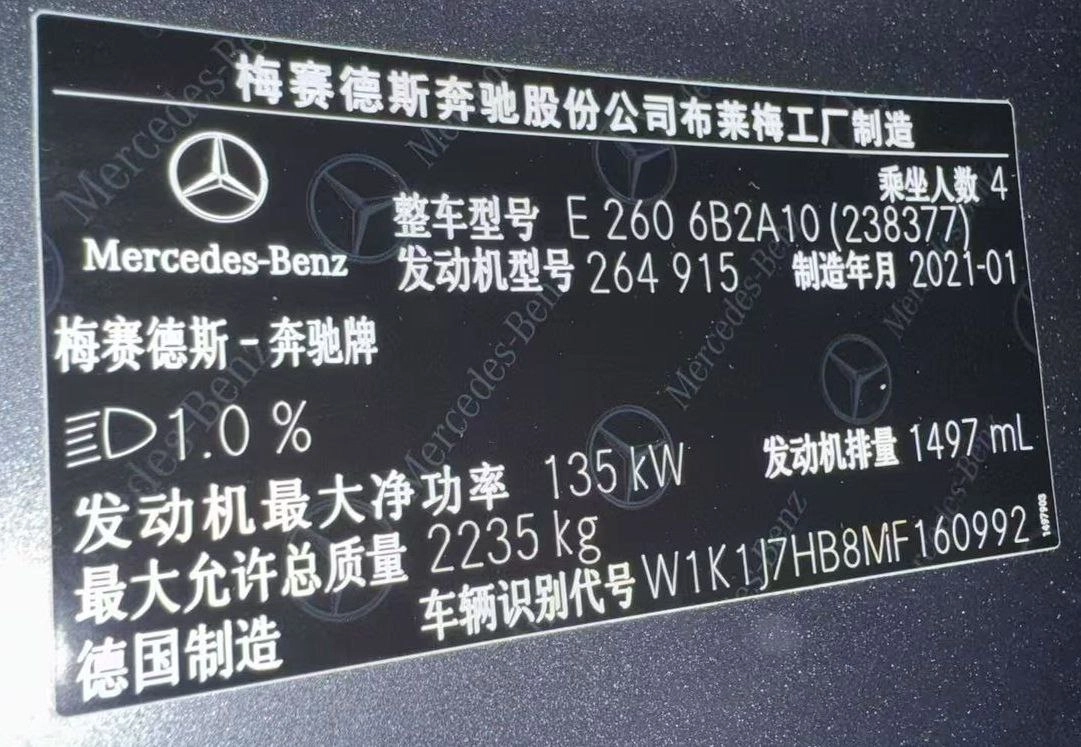 梅赛德斯奔驰股份公司布莱梅工厂制造
乘坐人数 4
Mercedes-Benz
整车型号 E 260 6B2A10 (238377)
发动机型号 264 915 制造年月 2021-01
梅赛德斯-奔驰牌
1.0 %
发动机最大净功率 135 kW 发动机排量 1497 mL
最大允许总质量 2235 kg
车辆识别代号 W1K1J7HB8MF160992
德国制造
1497903